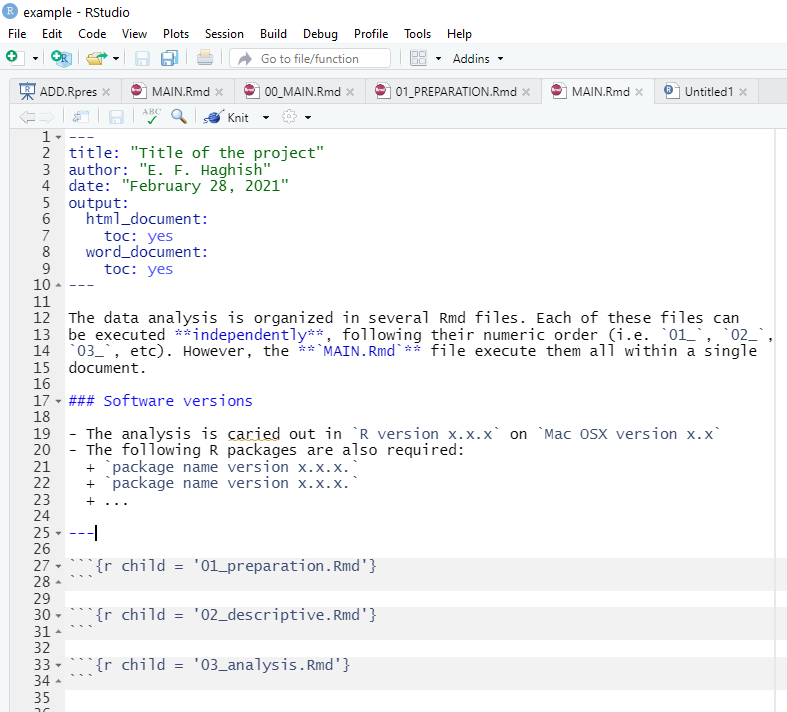 example - RStudio
File Edit Code View Plots Session Build Debug Profile Tools Help
Go to file/function Addins
ADD.Rpres MAIN.Rmd 00_MAIN.Rmd 01_PREPARATION.Rmd MAIN.Rmd Untitled1
ABC Knit
1 ---
2 title: "Title of the project"
3 author: "E. F. Haghish"
4 date: "February 28, 2021"
5 output:
6   html_document:
7     toc: yes
8   word_document:
9     toc: yes
10 ---
11
12 The data analysis is organized in several Rmd files. Each of these files can
13 be executed **independently**, following their numeric order (i.e. `01_`, `02_`,
14 `03_`, etc). However, the **`MAIN.Rmd`** file execute them all within a single
15 document.
16
17 ### Software versions
18
19 - The analysis is caried out in `R version x.x.x` on `Mac OSX version x.x`
20 - The following R packages are also required:
21   + `package name version x.x.x.`
22   + `package name version x.x.x.`
23   + ...
24
25 ---
26
27 ```{r child = '01_preparation.Rmd'}
28 ```
29
30 ```{r child = '02_descriptive.Rmd'}
31 ```
32
33 ```{r child = '03_analysis.Rmd'}
34 ```
35
36